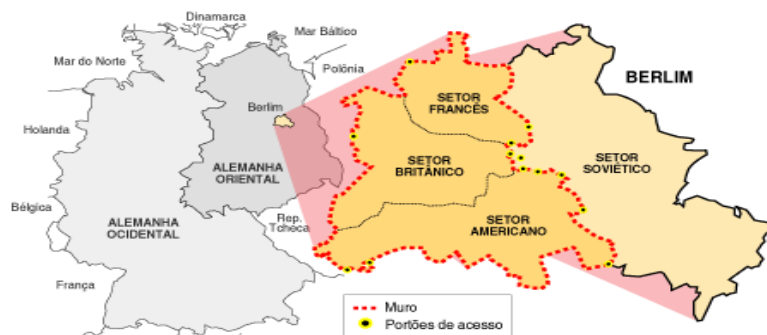 Dinamarca
Mar Báltico
Mar do Norte
Polônia
Berlim
Holanda
ALEMANHA
ORIENTAL
Bélgica
ALEMANHA
OCIDENTAL
Rep.
Tcheca
França
BERLIM
SETOR
FRANCÊS
SETOR
BRITÂNICO
SETOR
SOVIÉTICO
SETOR
AMERICANO
Muro
Portões de acesso